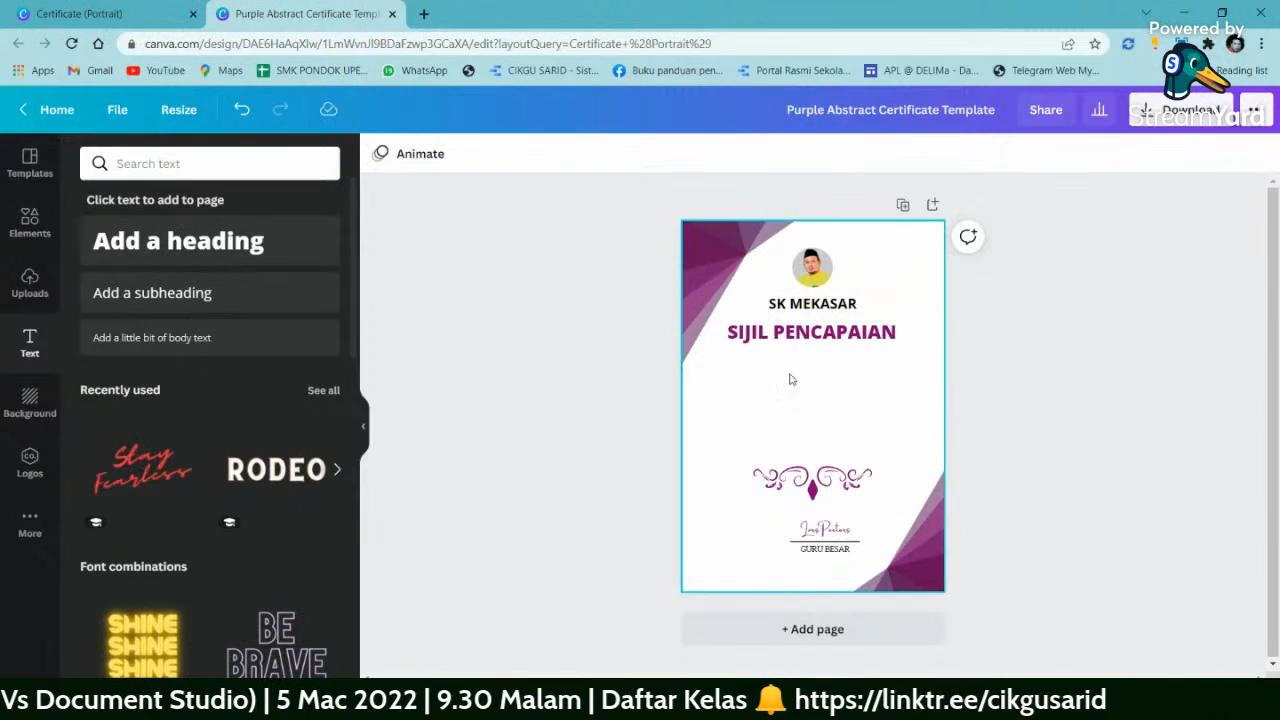 Certificate (Portrait)
Purple Abstract Certificate Templ
canva.com/design/DAE6HaAqXlw/1LmWvnJl9BDaFzwp3GCaXA/edit?layoutQuery=Certificate+%28Portrait%29
Powered by
StreamYard
Apps
Gmail
YouTube
Maps
SMK PONDOK UPE...
WhatsApp
CIKGU SARID - Sist...
Buku panduan pen...
Portal Rasmi Sekola...
APL @ DELIMa - Da...
Telegram Web My...
Reading list
Home
File
Resize
Purple Abstract Certificate Template
Share
Download
Templates
Elements
Uploads
Text
Background
Logos
More
Search text
Click text to add to page
Add a heading
Add a subheading
Add a little bit of body text
Recently used
See all
Stay
Fearless
RODEO
Font combinations
SHINE
SHINE
SHINE
BE
BRAVE
Animate
SK MEKASAR
SIJIL PENCAPAIAN
GURU BESAR
+ Add page
Vs Document Studio) | 5 Mac 2022 | 9.30 Malam | Daftar Kelas 🔔 https://linktr.ee/cikgusarid